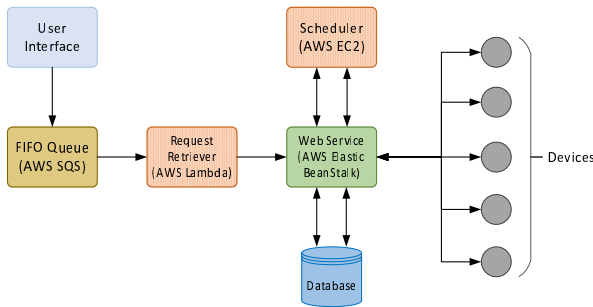 User
Interface
Scheduler
(AWS EC2)
FIFO Queue
(AWS SQS)
Request
Retriever
(AWS Lambda)
Web Service
(AWS Elastic
BeanStalk)
Devices
Database